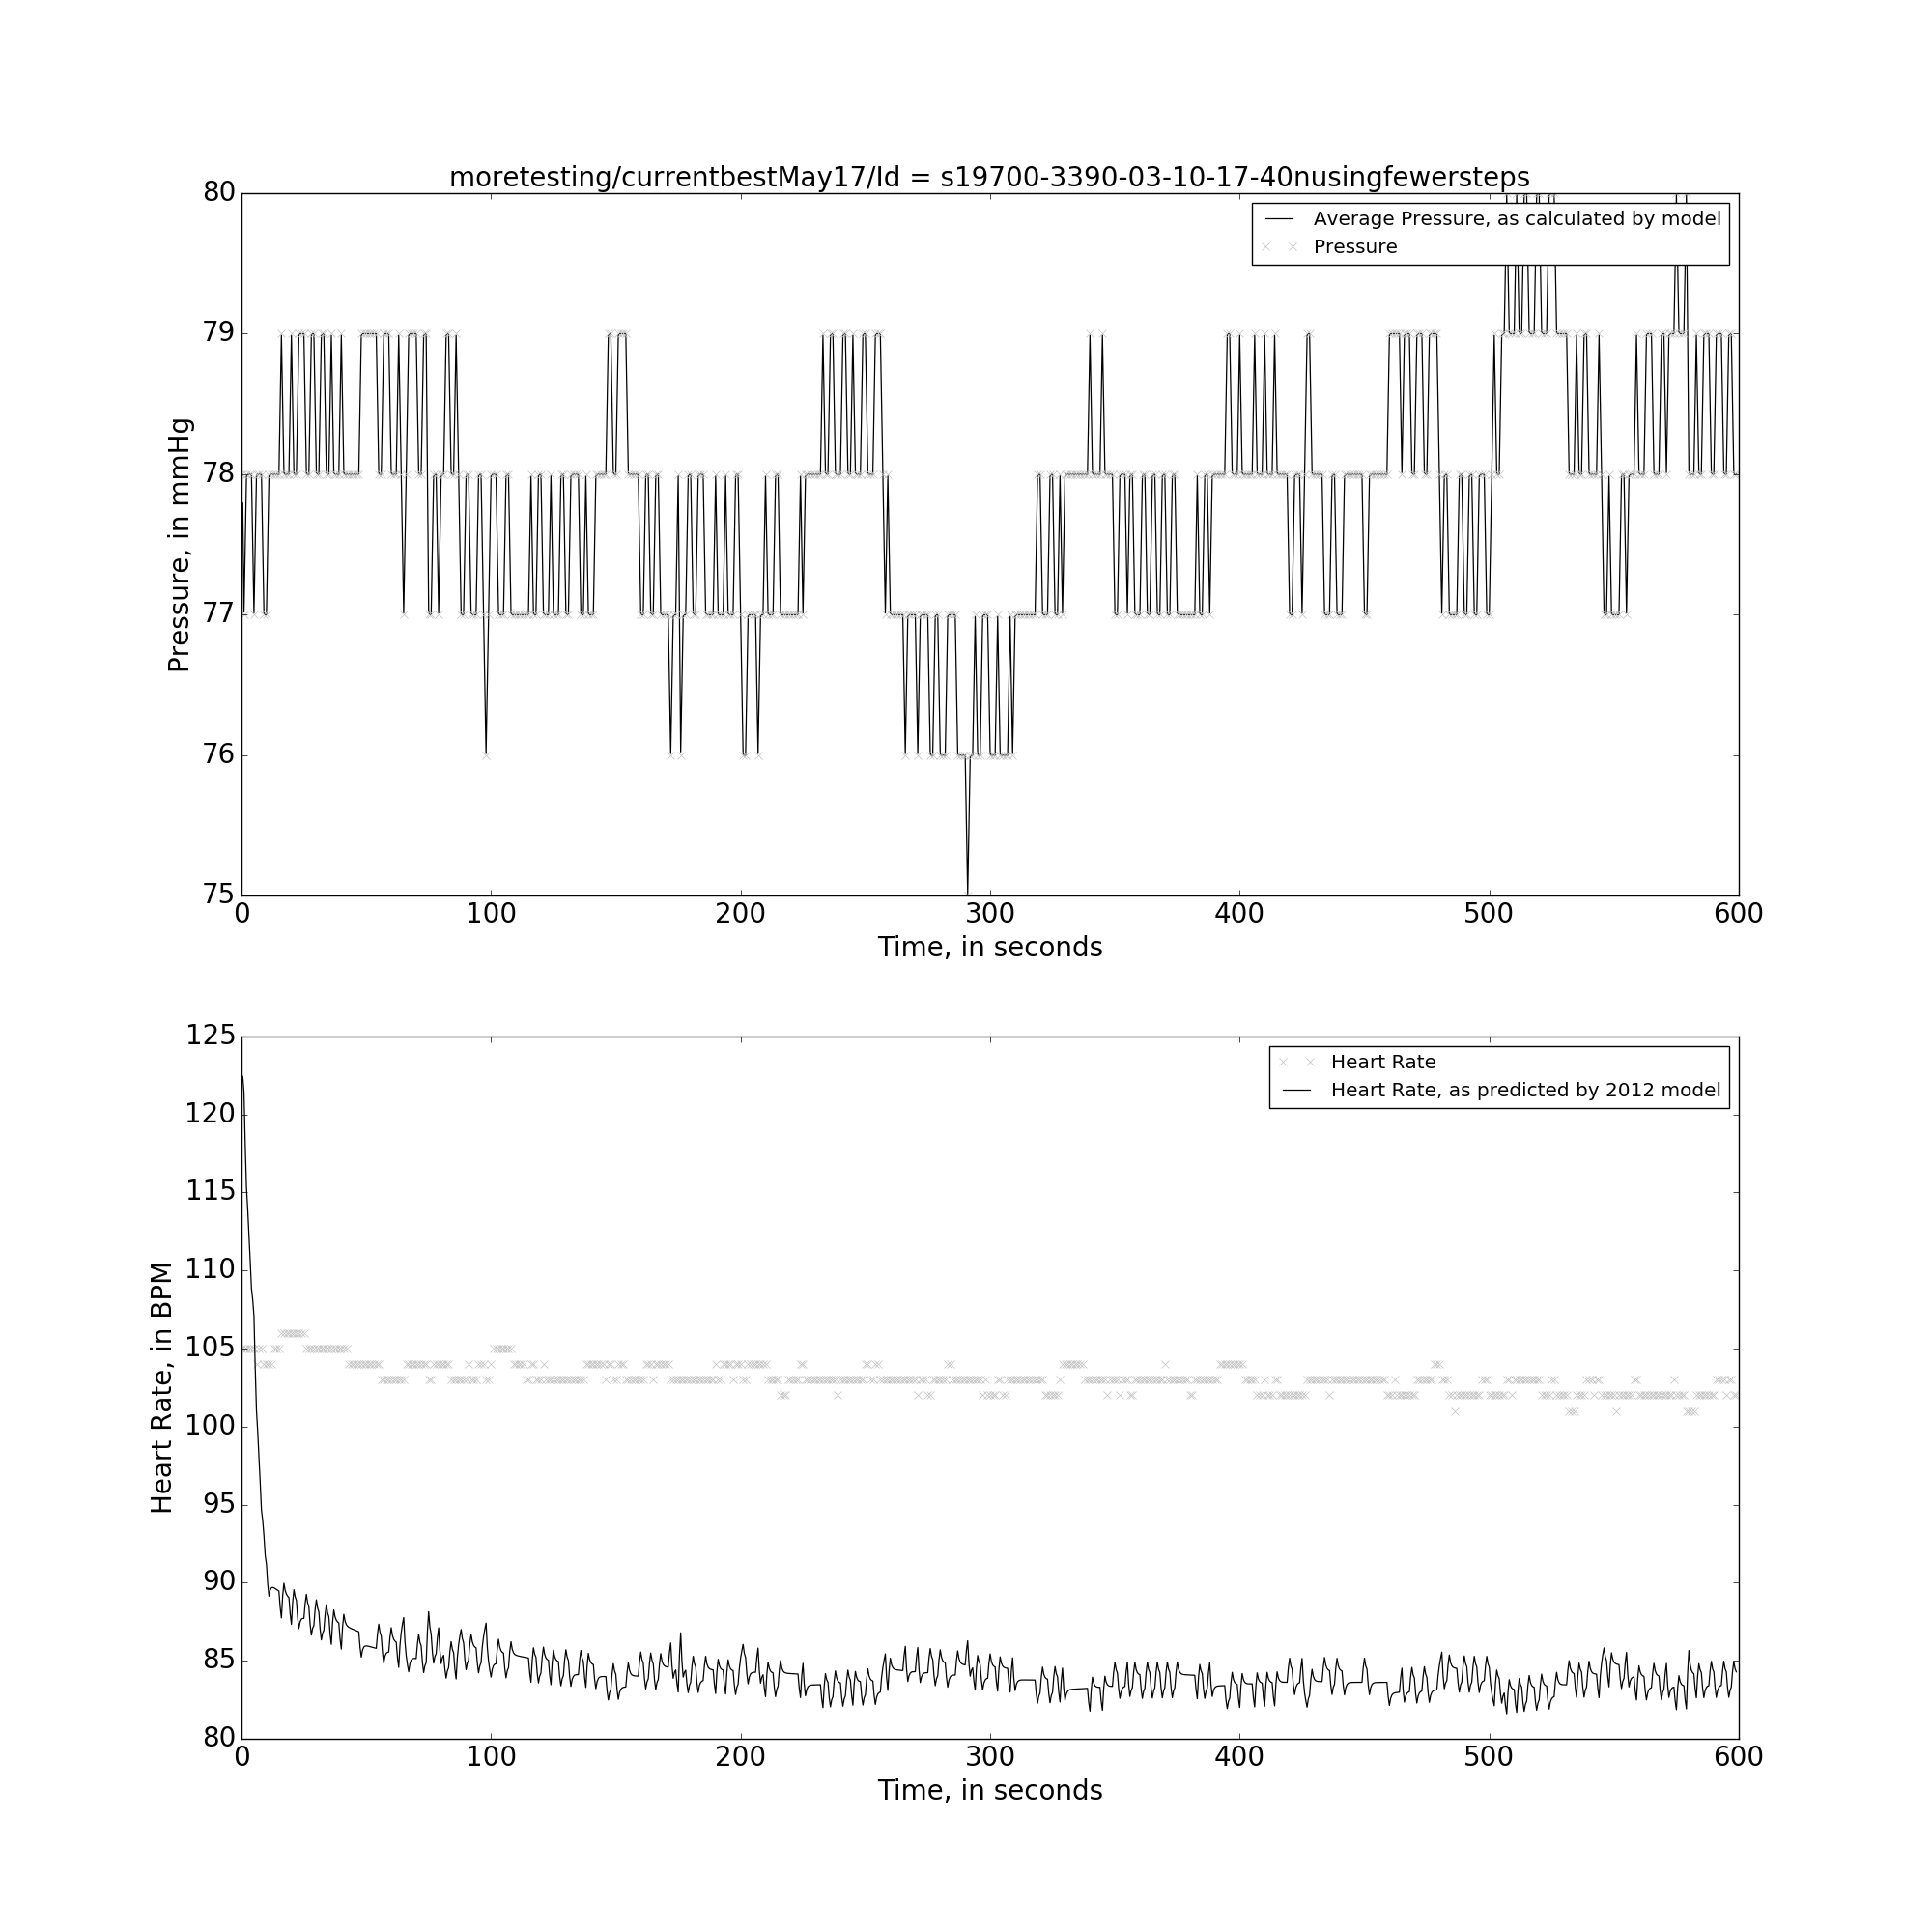 moretesting/currentbestMay17/Id = s19700-3390-03-10-17-40nusingfewersteps
80
79
78
77
76
75
Pressure, in mmHg
Average Pressure, as calculated by model
Pressure
0 100 200 300 400 500 600
Time, in seconds
125
120
115
110
105
100
95
90
85
80
Heart Rate, in BPM
Heart Rate
Heart Rate, as predicted by 2012 model
0 100 200 300 400 500 600
Time, in seconds